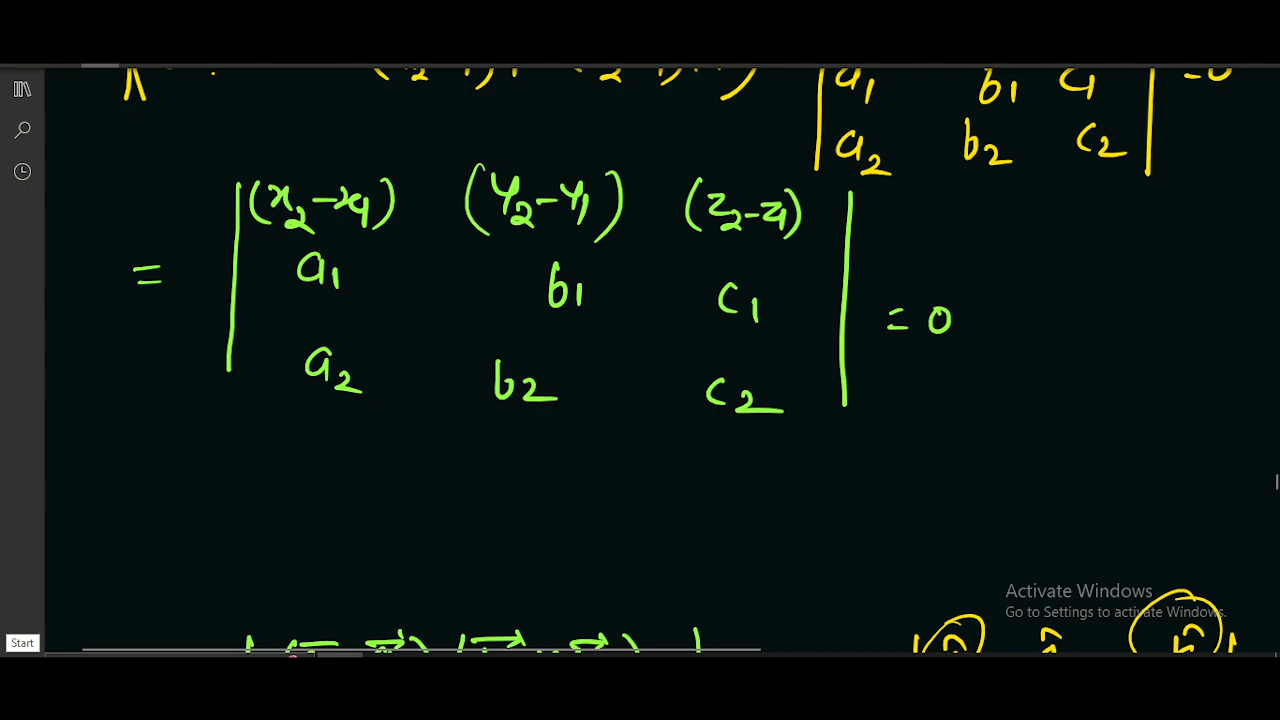 a1 b1 c1 = 0
a2 b2 c2
(x2-x1) (y2-y1) (z2-z1)
= a1 b1 c1 = 0
a2 b2 c2
Activate Windows
Go to Settings to activate Windows.
Start